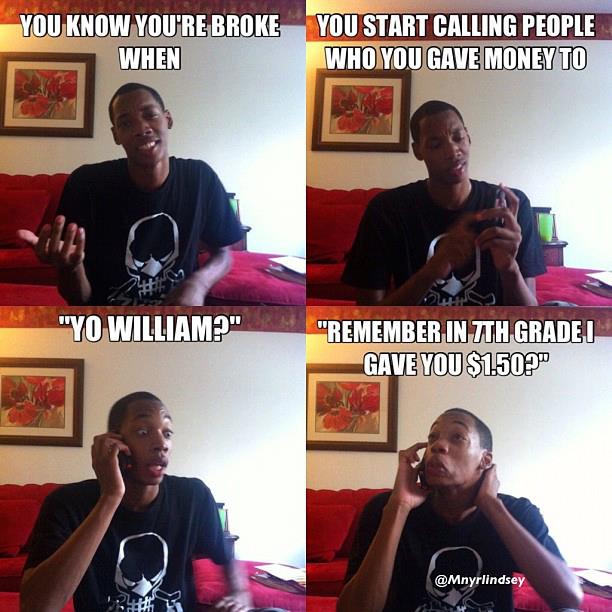 YOU KNOW YOU'RE BROKE
WHEN
YOU START CALLING PEOPLE
WHO YOU GAVE MONEY TO
"YO WILLIAM?"
"REMEMBER IN 7TH GRADE I
GAVE YOU $1.50?"
@Mnyrlindsey